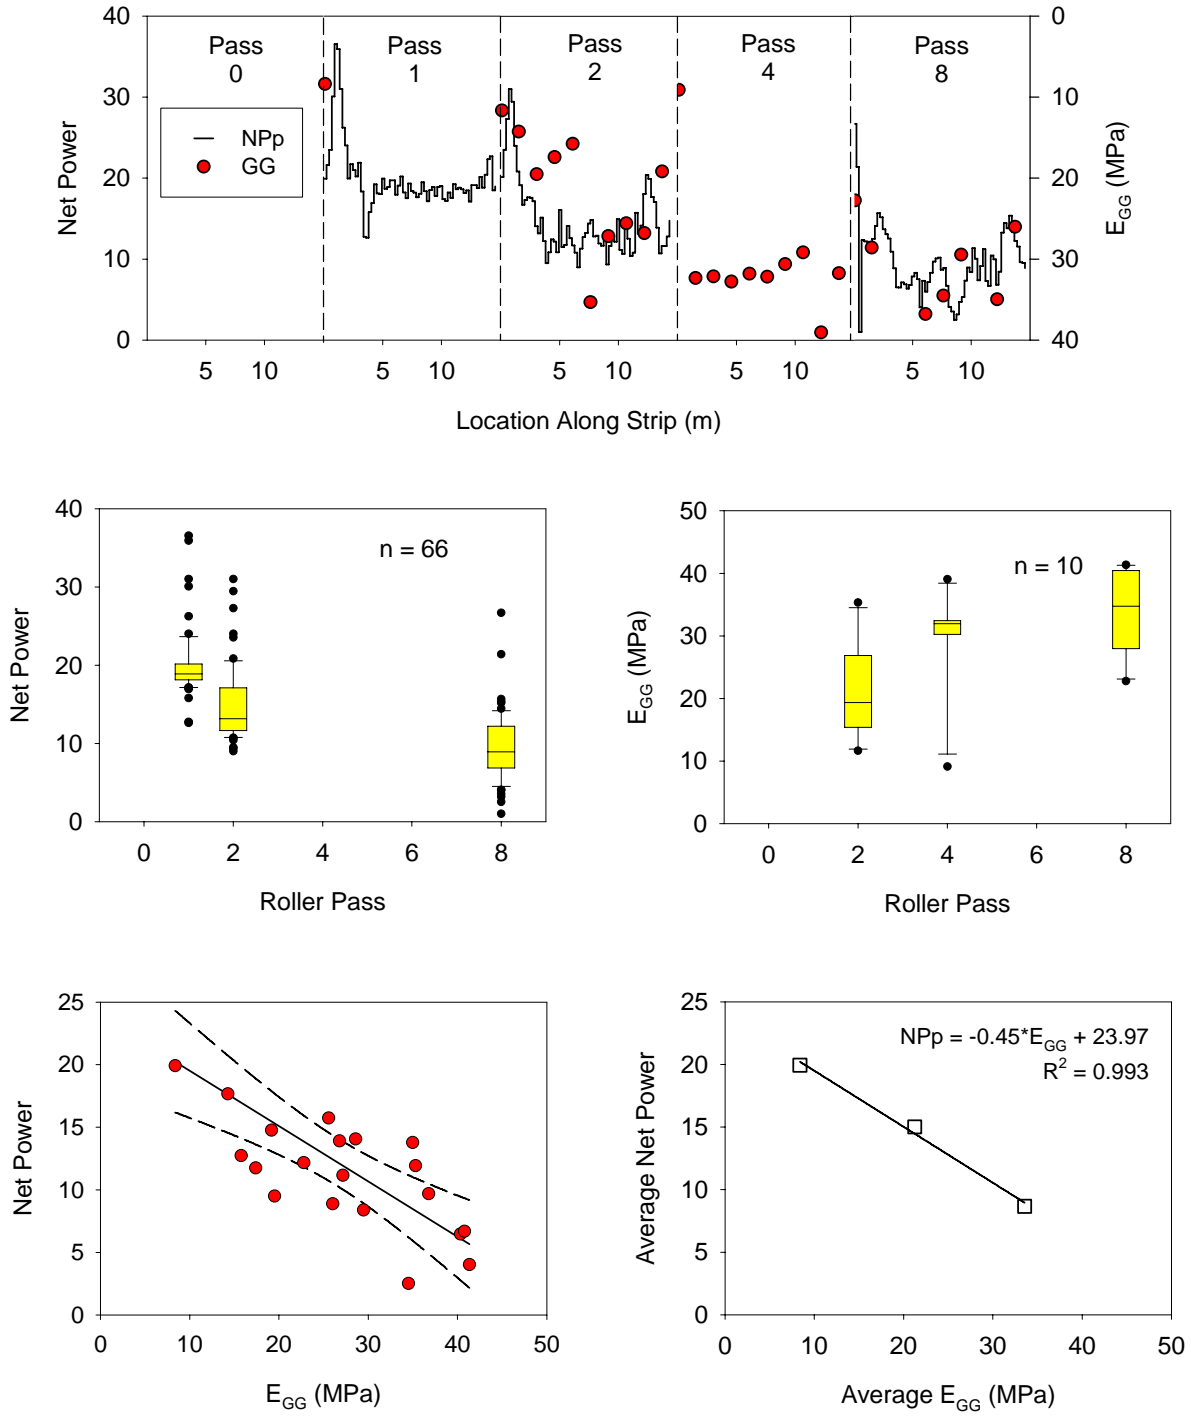 40
30
20
10
0
Net Power
Pass
0
Pass
1
Pass
2
Pass
4
Pass
8
NPp
GG
0
10
20
30
40
E_GG (MPa)
5 10 5 10 5 10 5 10 5 10
Location Along Strip (m)
40
30
20
10
0
Net Power
n = 66
0 2 4 6 8
Roller Pass
50
40
30
20
10
0
E_GG (MPa)
n = 10
0 2 4 6 8
Roller Pass
25
20
15
10
5
0
Net Power
0 10 20 30 40 50
E_GG (MPa)
25
20
15
10
5
0
Average Net Power
NPp = -0.45*E_GG + 23.97
R² = 0.993
0 10 20 30 40 50
Average E_GG (MPa)